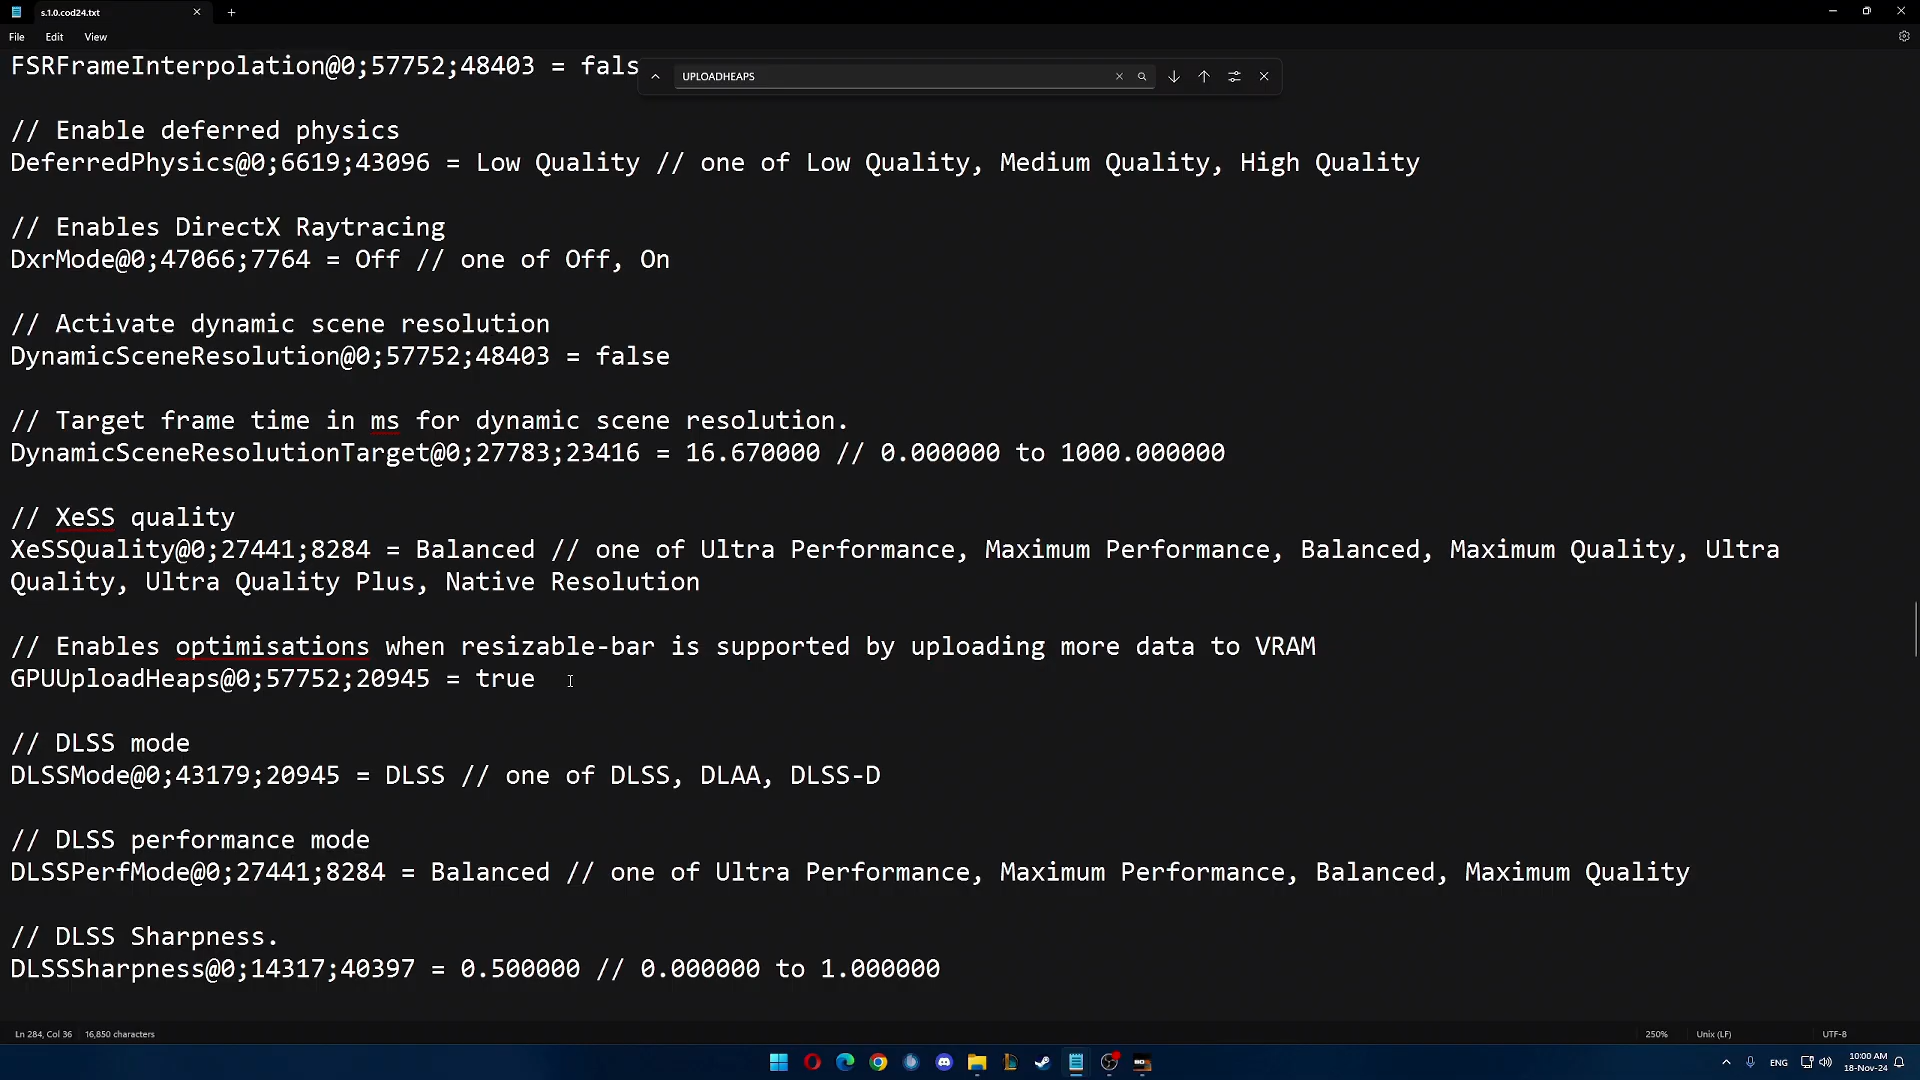 s.1.0.cod24.txt
File Edit View
UPLOADHEAPS
FSRFrameInterpolation@0;57752;48403 = fals
// Enable deferred physics
DeferredPhysics@0;6619;43096 = Low Quality // one of Low Quality, Medium Quality, High Quality
// Enables DirectX Raytracing
DxrMode@0;47066;7764 = Off // one of Off, On
// Activate dynamic scene resolution
DynamicSceneResolution@0;57752;48403 = false
// Target frame time in ms for dynamic scene resolution.
DynamicSceneResolutionTarget@0;27783;23416 = 16.670000 // 0.000000 to 1000.000000
// XeSS quality
XeSSQuality@0;27441;8284 = Balanced // one of Ultra Performance, Maximum Performance, Balanced, Maximum Quality, Ultra
Quality, Ultra Quality Plus, Native Resolution
// Enables optimisations when resizable-bar is supported by uploading more data to VRAM
GPUUploadHeaps@0;57752;20945 = true
// DLSS mode
DLSSMode@0;43179;20945 = DLSS // one of DLSS, DLAA, DLSS-D
// DLSS performance mode
DLSSPerfMode@0;27441;8284 = Balanced // one of Ultra Performance, Maximum Performance, Balanced, Maximum Quality
// DLSS Sharpness.
DLSSSharpness@0;14317;40397 = 0.500000 // 0.000000 to 1.000000
Ln 284, Col 36 16,850 characters 250% Unix (LF) UTF-8
ENG
10:00 AM
18-Nov-24